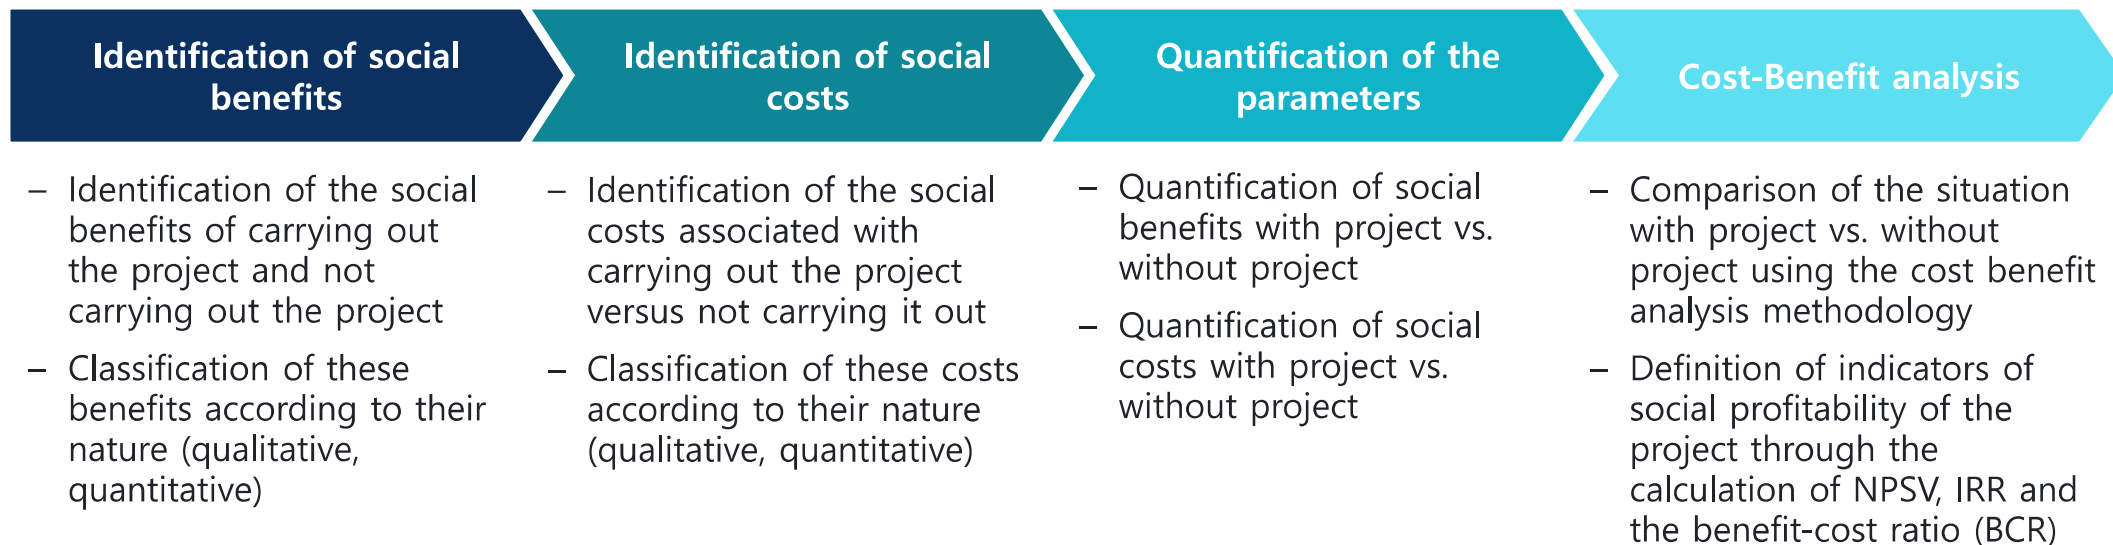 Identification of social
benefits
Identification of social
costs
Quantification of the
parameters
Cost-Benefit analysis
– Identification of the social
benefits of carrying out
the project and not
carrying out the project
– Classification of these
benefits according to their
nature (qualitative,
quantitative)
– Identification of the social
costs associated with
carrying out the project
versus not carrying it out
– Classification of these costs
according to their nature
(qualitative, quantitative)
– Quantification of social
benefits with project vs.
without project
– Quantification of social
costs with project vs.
without project
– Comparison of the situation
with project vs. without
project using the cost benefit
analysis methodology
– Definition of indicators of
social profitability of the
project through the
calculation of NPSV, IRR and
the benefit-cost ratio (BCR)